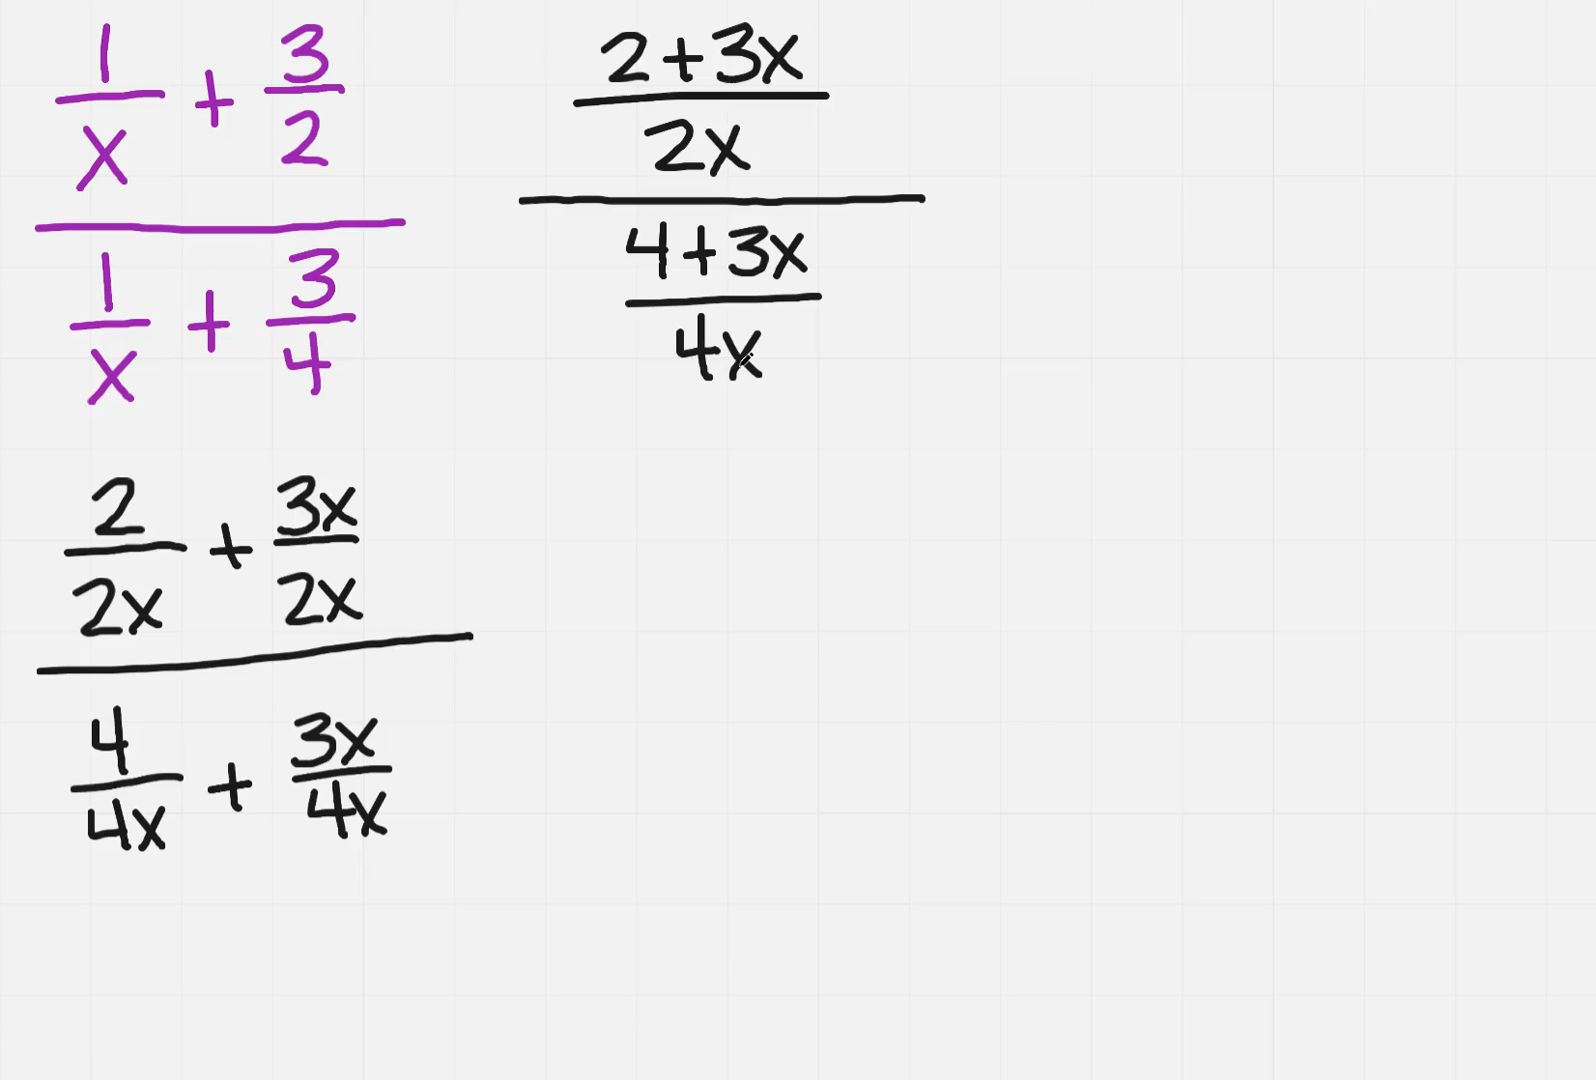 1/x + 3/2
1/x + 3/4
2/2x + 3x/2x
4/4x + 3x/4x
2+3x
2x
4+3x
4x